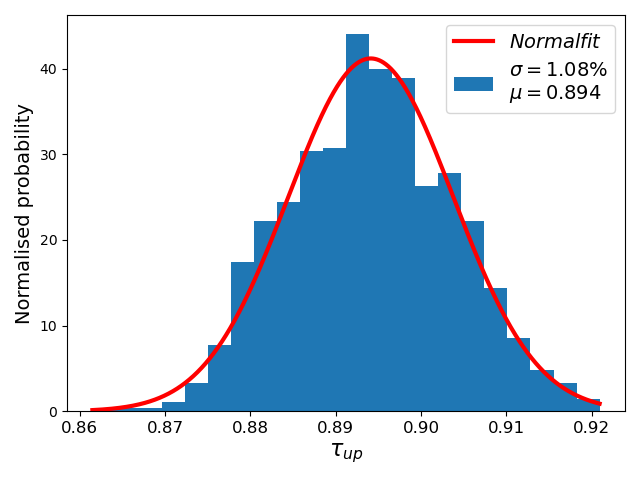 Normalfit
σ = 1.08%
μ = 0.894
Normalised probability
40
30
20
10
0
0.86 0.87 0.88 0.89 0.90 0.91 0.92
τup